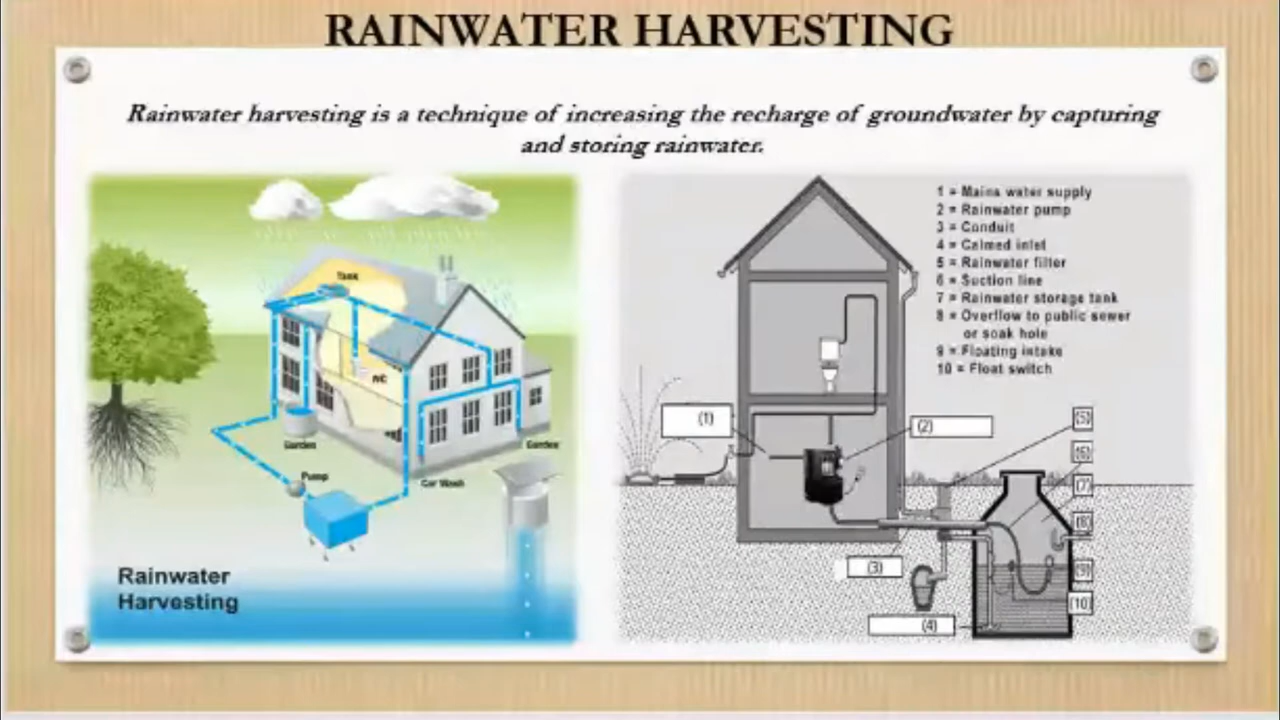 RAINWATER HARVESTING
Rainwater harvesting is a technique of increasing the recharge of groundwater by capturing
and storing rainwater.
Tank
WC
Garden
Garden
Pump
Car Wash
Rainwater
Harvesting
1 = Mains water supply
2 = Rainwater pump
3 = Conduit
4 = Calmed inlet
5 = Rainwater filter
6 = Suction line
7 = Rainwater storage tank
8 = Overflow to public sewer
or soak hole
9 = Floating intake
10 = Float switch
(1)
(2)
(3)
(4)
(5)
(6)
(7)
(8)
(9)
(10)